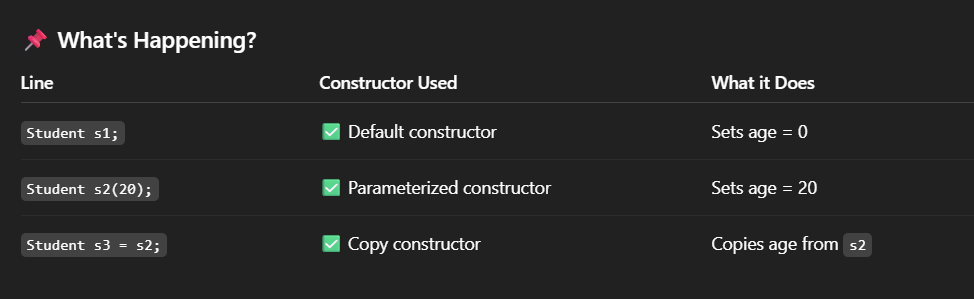 📌 What's Happening?
Line Constructor Used What it Does
Student s1; ✅ Default constructor Sets age = 0
Student s2(20); ✅ Parameterized constructor Sets age = 20
Student s3 = s2; ✅ Copy constructor Copies age from s2